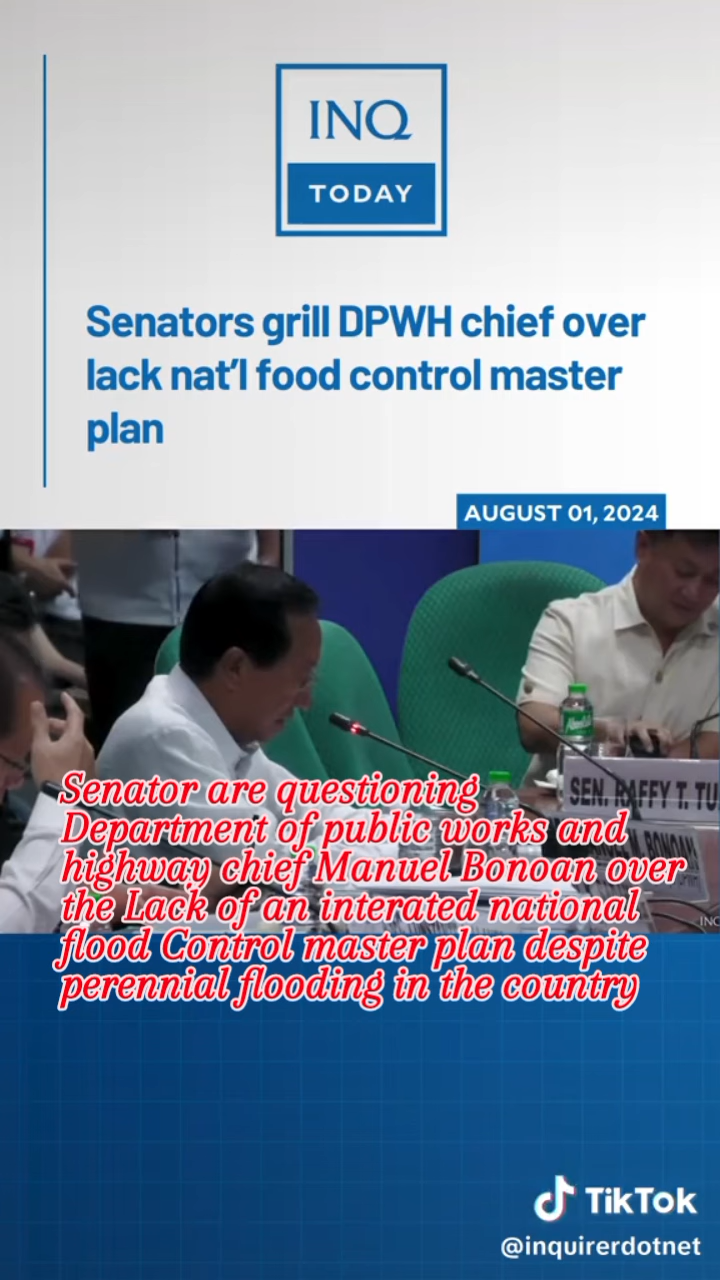 INQ
TODAY
Senators grill DPWH chief over
lack nat'l food control master
plan
AUGUST 01, 2024
SEN. RAFFY T. TU
M. BONOAN
Senator are questioning
Department of public works and
highway chief Manuel Bonoan over
the Lack of an interated national
flood Control master plan despite
perennial flooding in the country
INQ
TikTok
@inquirerdotnet